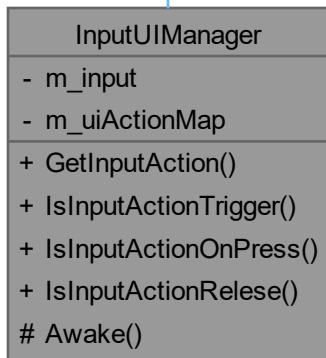 InputUIManager
- m_input
- m_uiActionMap
+ GetInputAction()
+ IsInputActionTrigger()
+ IsInputActionOnPress()
+ IsInputActionRelese()
# Awake()